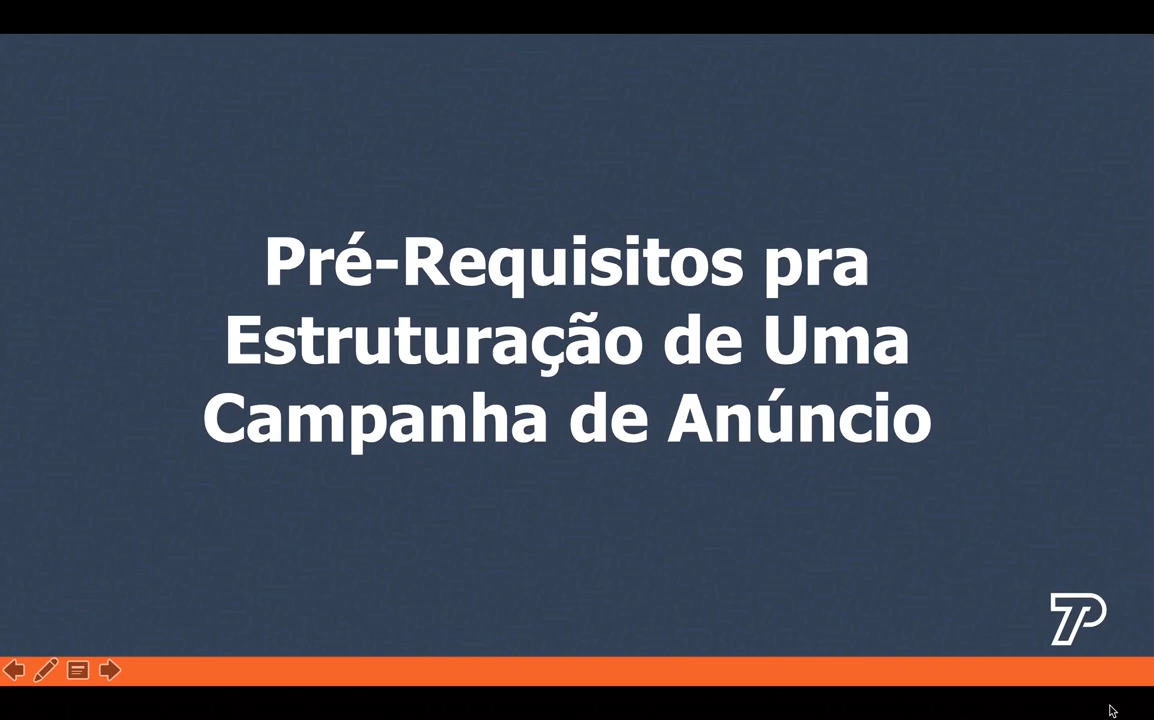 Pré-Requisitos pra
Estruturação de Uma
Campanha de Anúncio